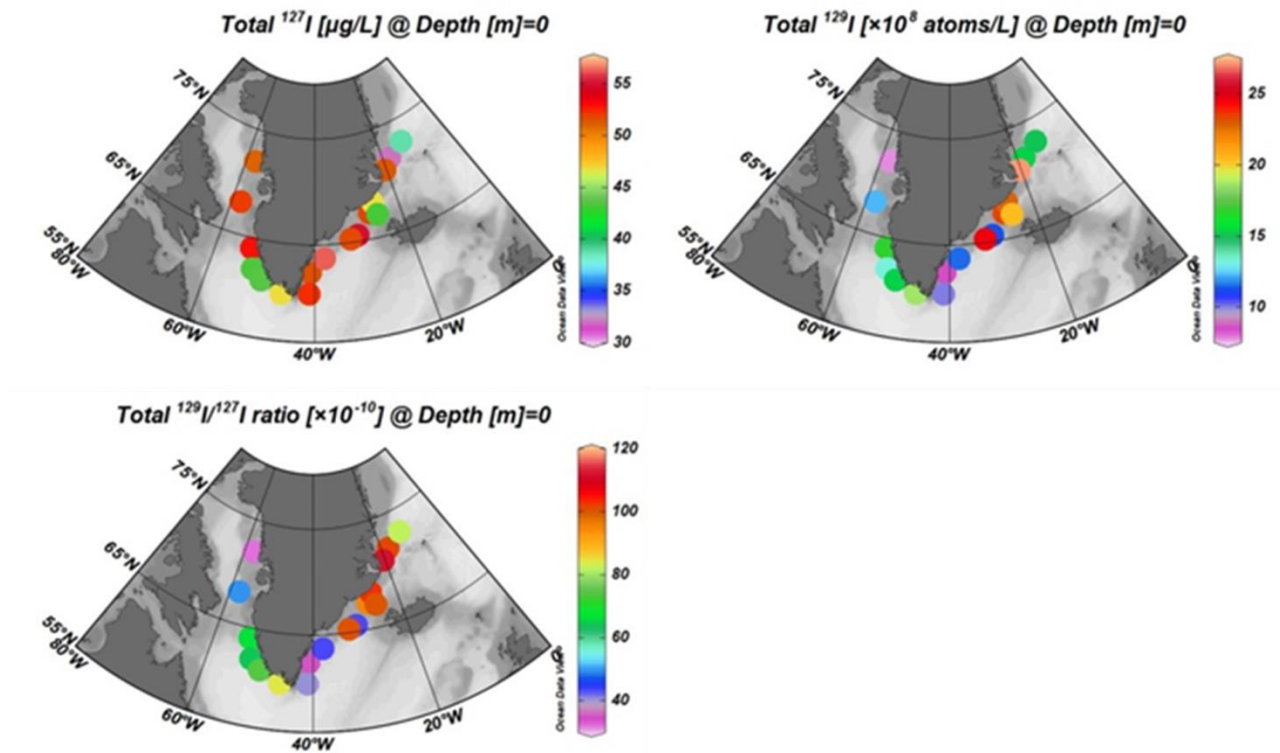 Total ¹²⁷I [µg/L] @ Depth [m]=0
75°N
65°N
55°N
80°W
60°W
40°W
20°W
Ocean Data View
55
50
45
40
35
30
Total ¹²⁹I [×10⁸ atoms/L] @ Depth [m]=0
75°N
65°N
55°N
80°W
60°W
40°W
20°W
Ocean Data View
25
20
15
10
Total ¹²⁹I/¹²⁷I ratio [×10⁻¹⁰] @ Depth [m]=0
75°N
65°N
55°N
80°W
60°W
40°W
20°W
Ocean Data View
120
100
80
60
40